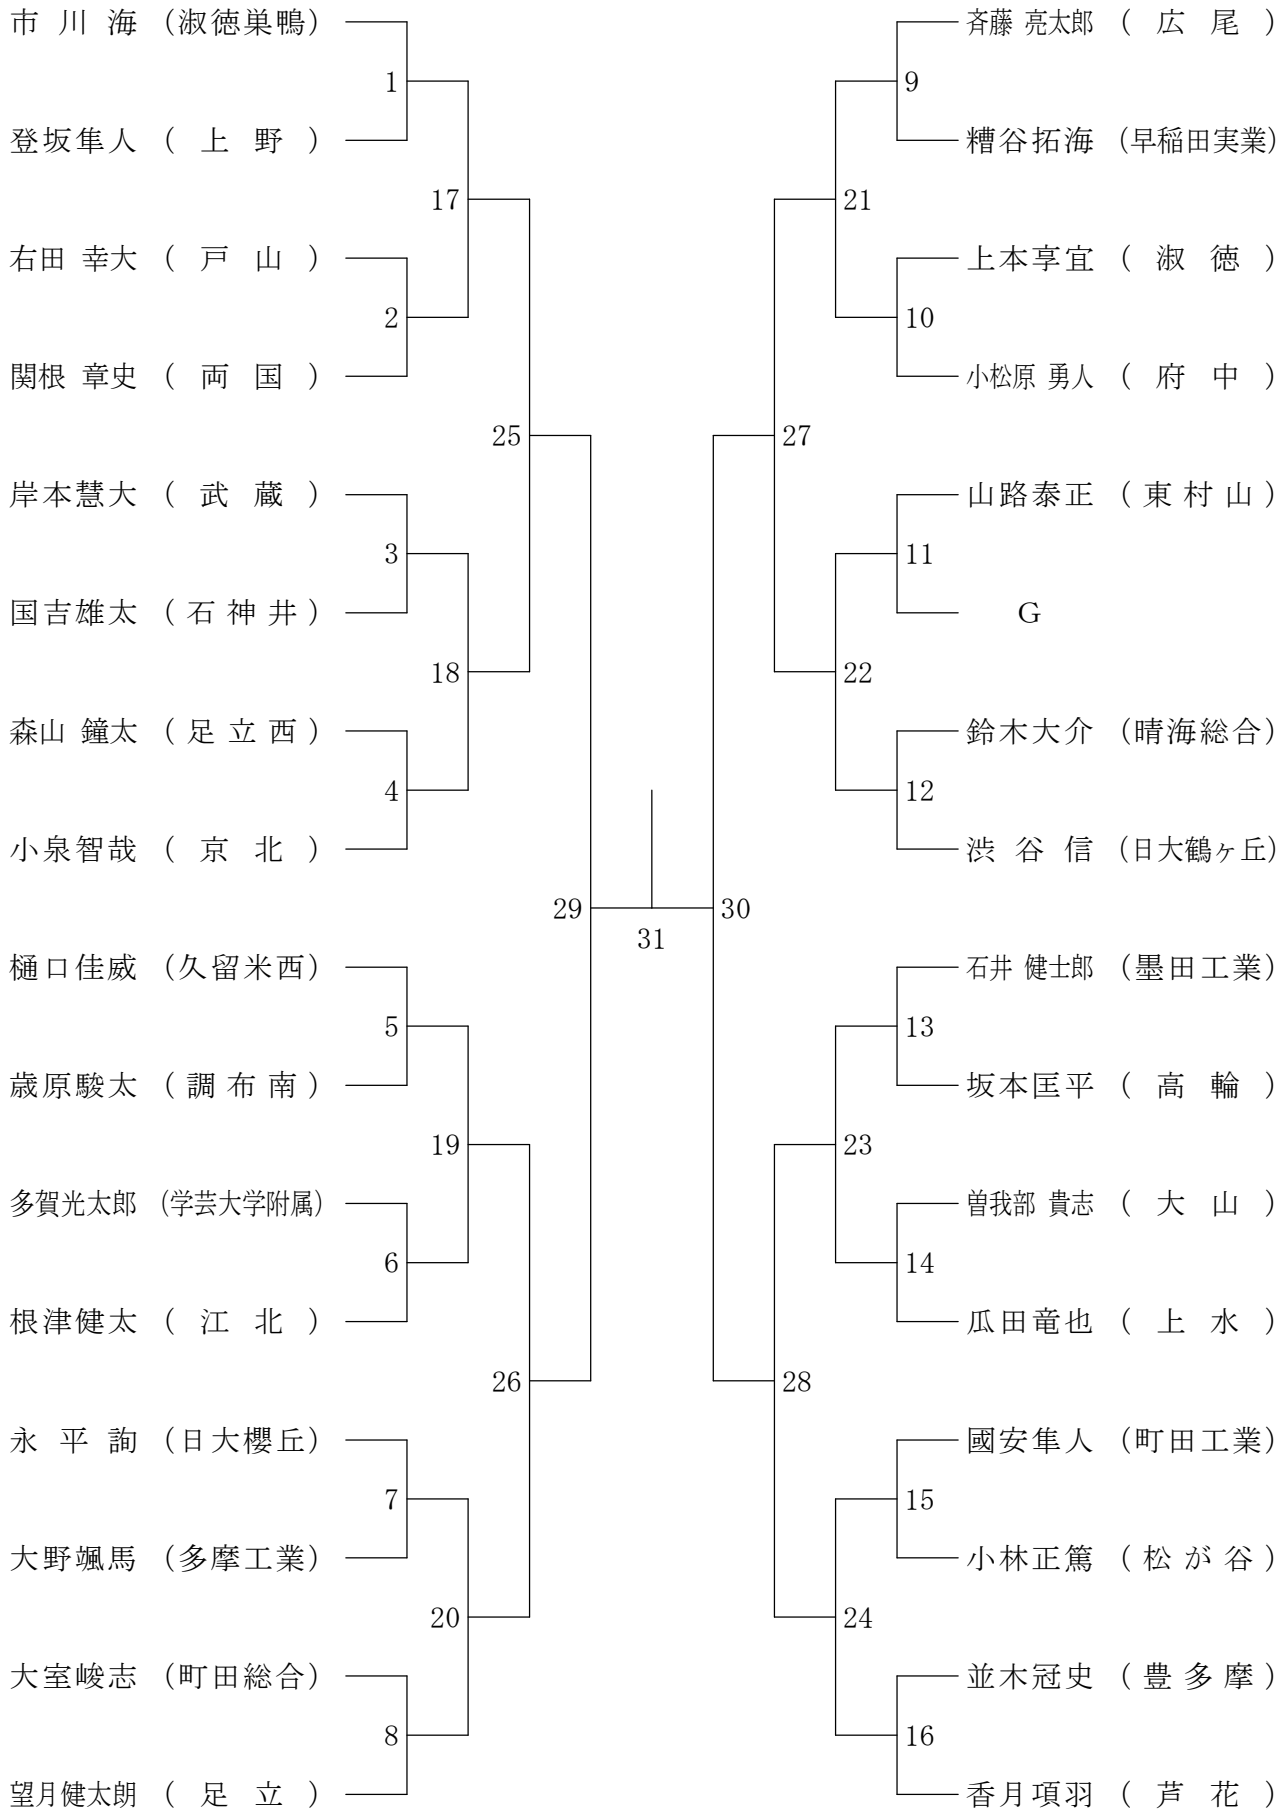 市川海 (淑徳巣鴨)
1
登坂隼人 (上野)
17
右田 幸大 (戸山)
2
関根 章史 (両国)
25
岸本慧大 (武蔵)
3
国吉雄太 (石神井)
18
森山 鐘太 (足立西)
4
小泉智哉 (京北)
29
樋口佳威 (久留米西)
5
歳原駿太 (調布南)
19
多賀光太郎 (学芸大学附属)
6
根津健太 (江北)
26
永平詢 (日大櫻丘)
7
大野颯馬 (多摩工業)
20
大室峻志 (町田総合)
8
望月健太朗 (足立)
31
斉藤 亮太郎 (広尾)
9
糟谷拓海 (早稲田実業)
21
上本享宜 (淑徳)
10
小松原 勇人 (府中)
27
山路泰正 (東村山)
11
G
22
鈴木大介 (晴海総合)
12
渋谷信 (日大鶴ヶ丘)
30
石井 健士郎 (墨田工業)
13
坂本匡平 (高輪)
23
曽我部 貴志 (大山)
14
瓜田竜也 (上水)
28
國安隼人 (町田工業)
15
小林正篤 (松が谷)
24
並木冠史 (豊多摩)
16
香月項羽 (芦花)